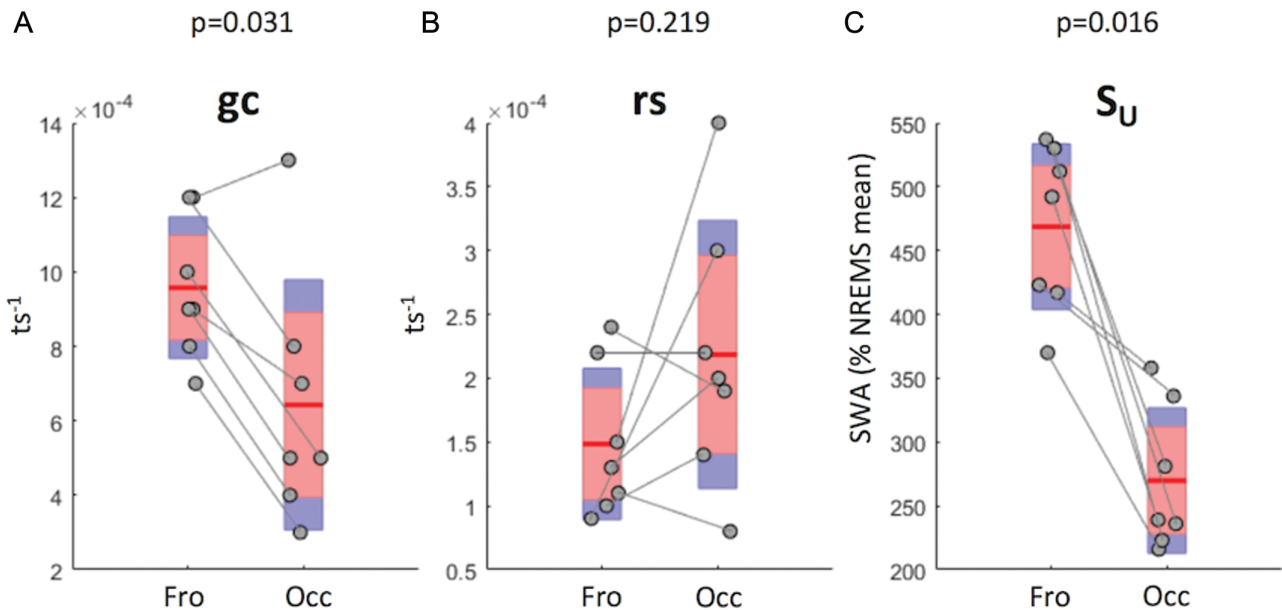 A
p=0.031
gc
× 10⁻⁴
14
12
10
8
6
4
2
ts⁻¹
Fro
Occ
B
p=0.219
rs
× 10⁻⁴
4
3.5
3
2.5
2
1.5
1
0.5
ts⁻¹
Fro
Occ
C
p=0.016
S_U
550
500
450
400
350
300
250
200
SWA (% NREMS mean)
Fro
Occ